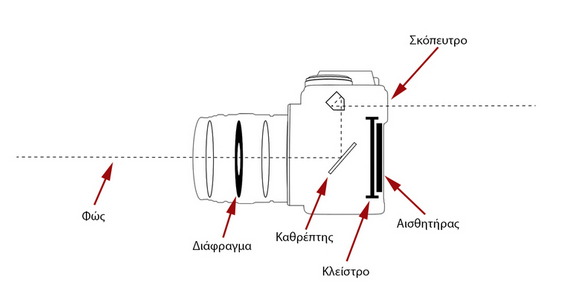 Σκόπευτρο
Φώς
Διάφραγμα
Καθρέπτης
Αισθητήρας
Κλείστρο